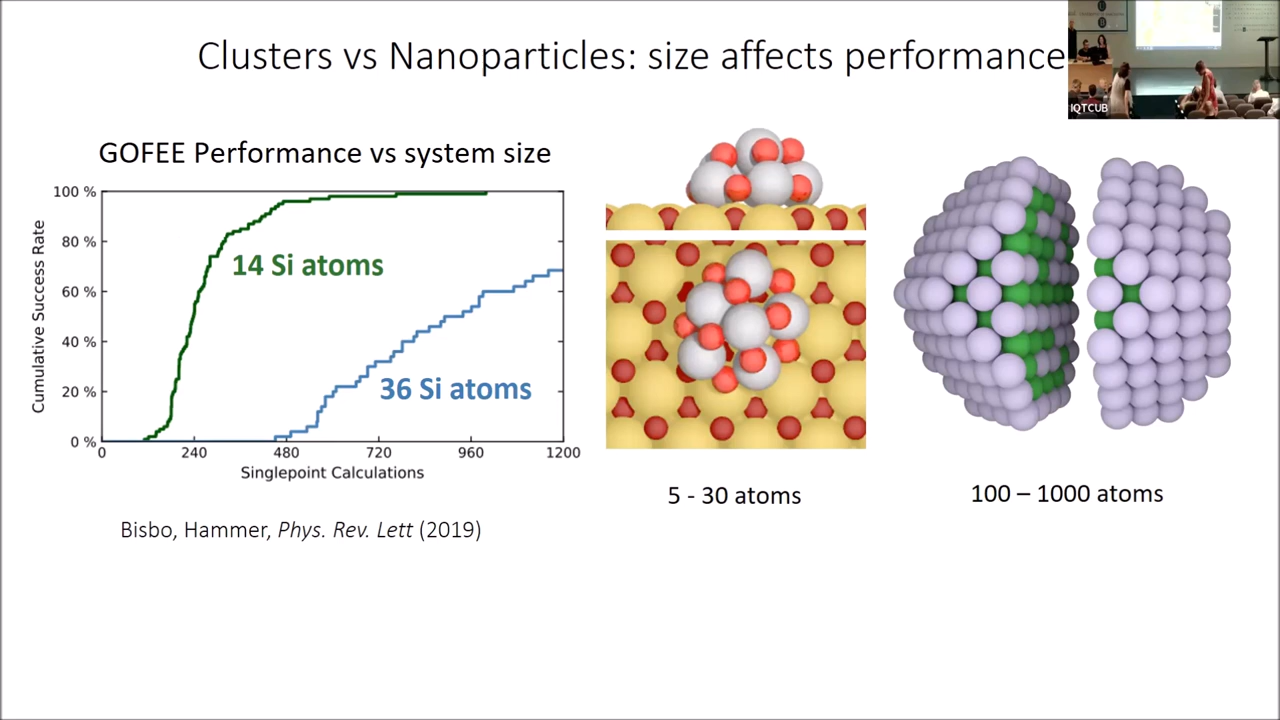 Clusters vs Nanoparticles: size affects performance
IQTCUB
GOFEE Performance vs system size
100 %
80 %
60 %
40 %
20 %
0 %
Cumulative Success Rate
14 Si atoms
36 Si atoms
0 240 480 720 960 1200
Singlepoint Calculations
5 - 30 atoms
100 – 1000 atoms
Bisbo, Hammer, Phys. Rev. Lett (2019)